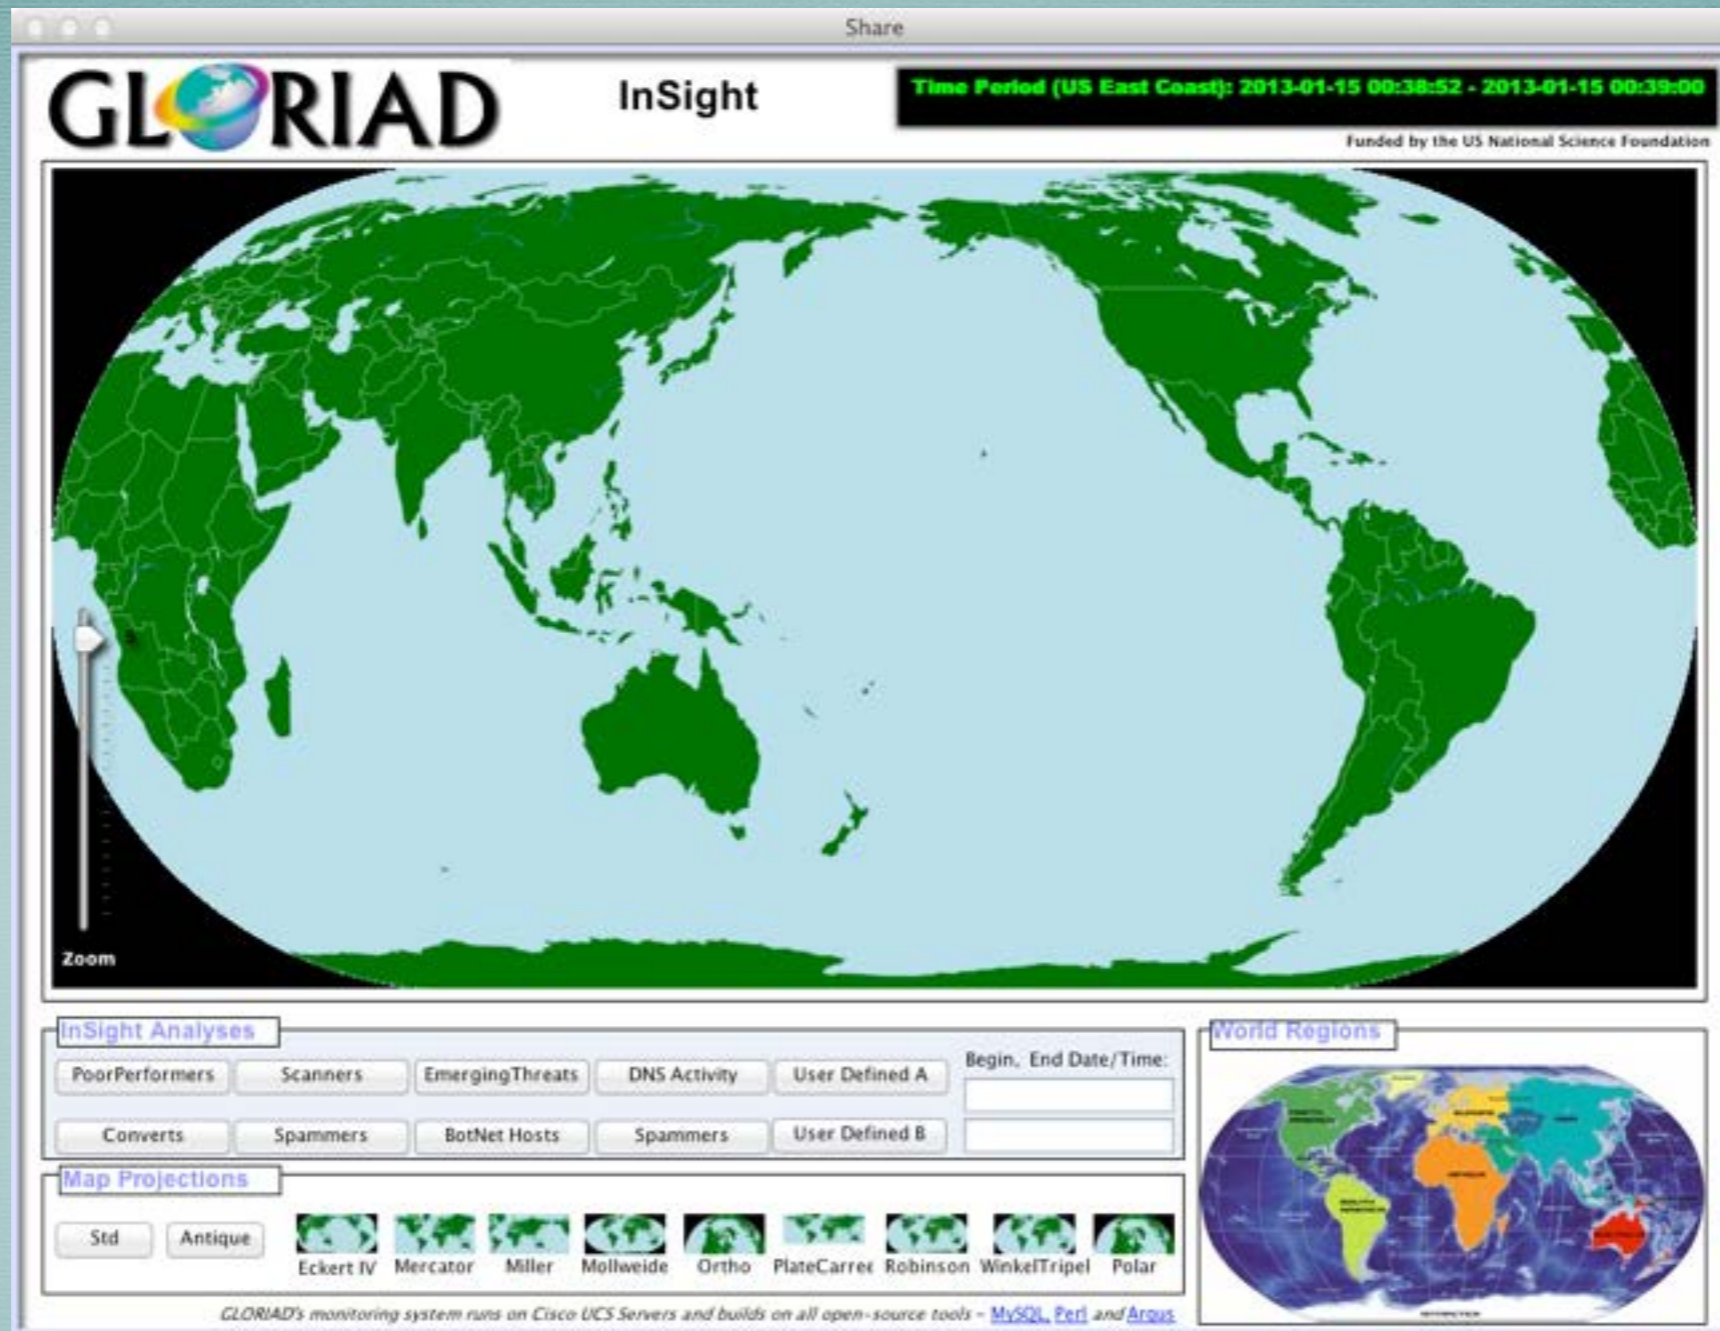 Share
GLORIAD
InSight
Time Period (US East Coast): 2013-01-15 00:38:52 - 2013-01-15 00:39:00
Funded by the US National Science Foundation
Zoom
InSight Analyses
PoorPerformers Scanners EmergingThreats DNS Activity User Defined A
Begin, End Date/Time:
Converts Spammers BotNet Hosts Spammers User Defined B
World Regions
Map Projections
Std Antique
Eckert IV Mercator Miller Mollweide Ortho PlateCarree Robinson WinkelTripel Polar
GLORIAD's monitoring system runs on Cisco UCS Servers and builds on all open-source tools - MySQL, Perl and Argus